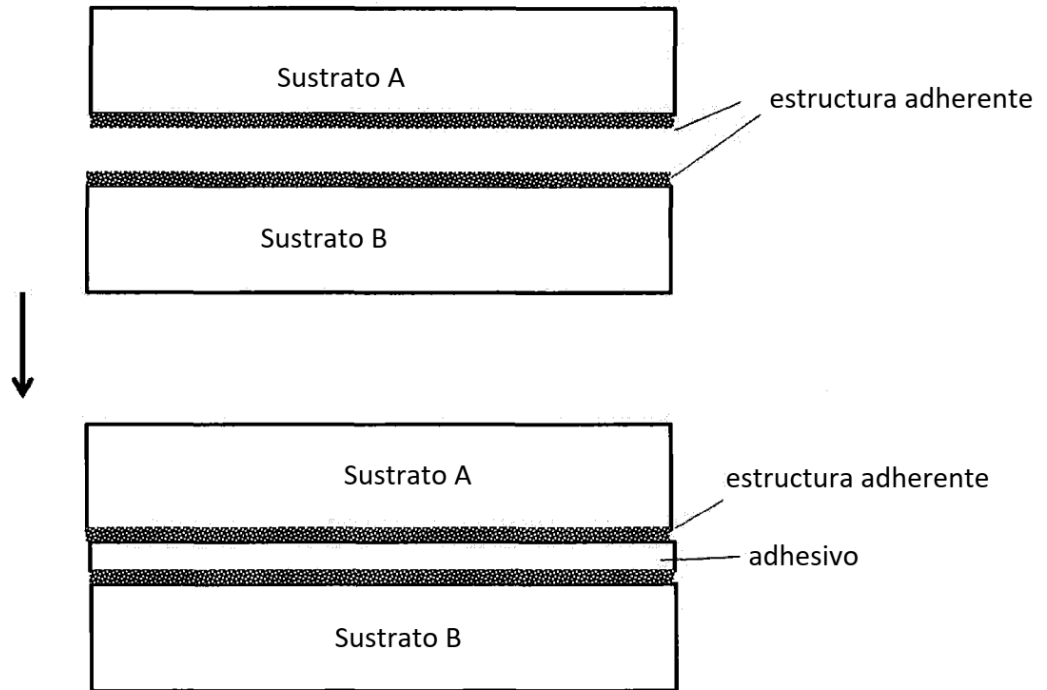 Sustrato A
estructura adherente
Sustrato B
Sustrato A
estructura adherente
adhesivo
Sustrato B